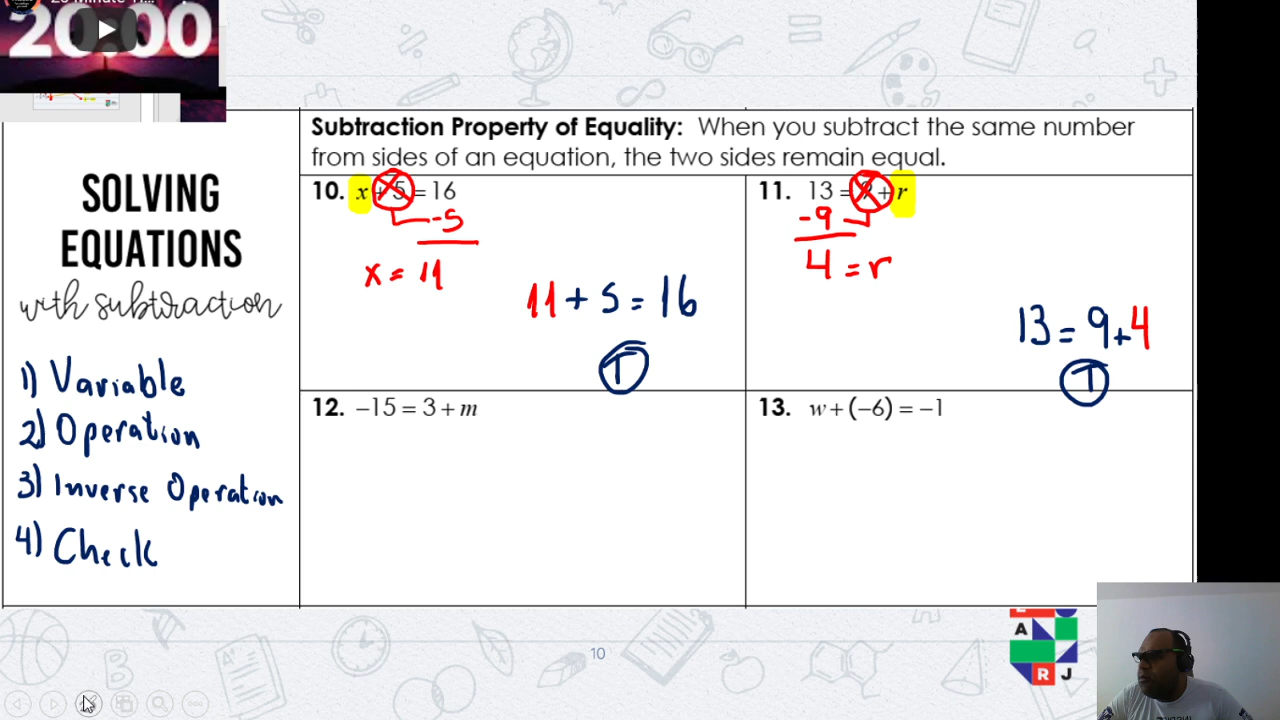 20:00
Subtraction Property of Equality: When you subtract the same number
from sides of an equation, the two sides remain equal.
SOLVING
EQUATIONS
with subtraction
1) Variable
2) Operation
3) Inverse Operation
4) Check
10. x + 5 = 16
-5
x = 11
11 + 5 = 16
T
11. 13 = 9 + r
-9
4 = r
13 = 9 + 4
T
12. −15 = 3 + m
13. w + (−6) = −1
10
A
R J